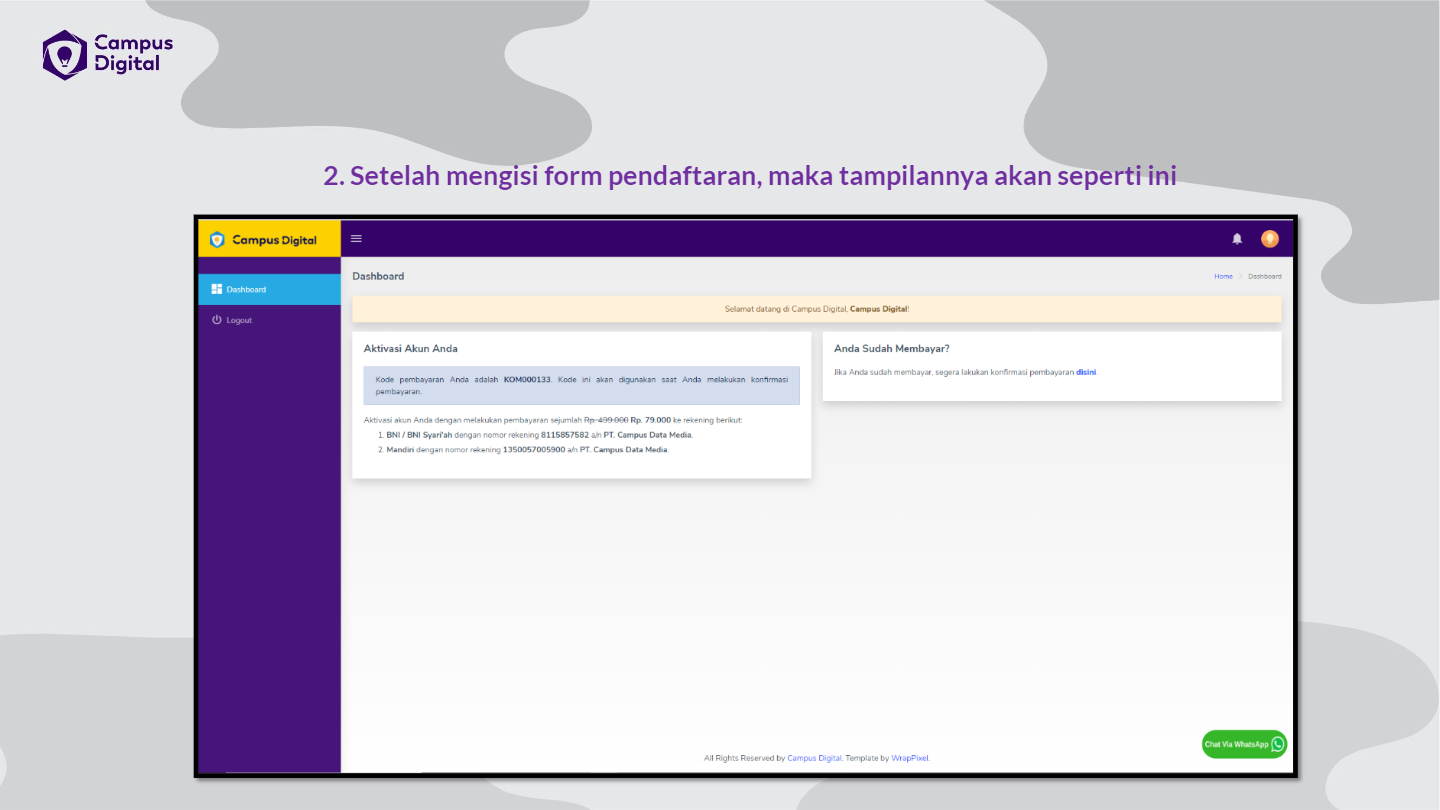 Campus
Digital
2. Setelah mengisi form pendaftaran, maka tampilannya akan seperti ini
Campus Digital
Dashboard
Logout
Dashboard
Home > Dashboard
Selamat datang di Campus Digital, Campus Digital!
Aktivasi Akun Anda
Kode pembayaran Anda adalah KOM000133. Kode ini akan digunakan saat Anda melakukan konfirmasi
pembayaran.
Aktivasi akun Anda dengan melakukan pembayaran sejumlah Rp. 499.000 Rp. 79.000 ke rekening berikut:
1. BNI / BNI Syari'ah dengan nomor rekening 8115857582 a/n PT. Campus Data Media.
2. Mandiri dengan nomor rekening 1350057005900 a/n PT. Campus Data Media.
Anda Sudah Membayar?
Jika Anda sudah membayar, segera lakukan konfirmasi pembayaran disini.
Chat Via WhatsApp
All Rights Reserved by Campus Digital. Template by WrapPixel.